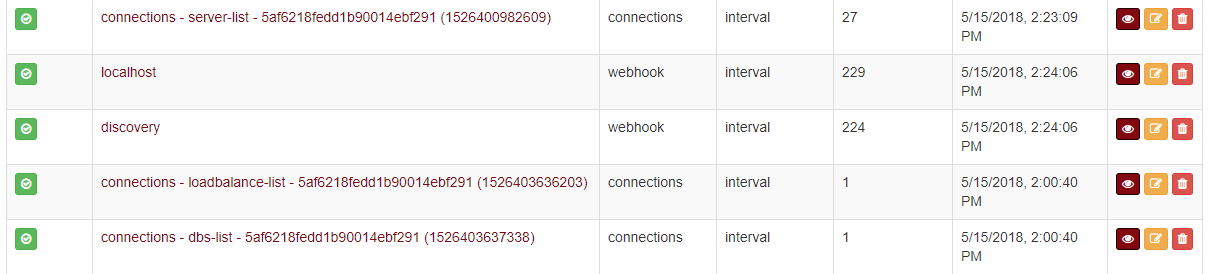 connections - server-list - 5af6218fedd1b90014ebf291 (1526400982609) connections interval 27 5/15/2018, 2:23:09 PM
localhost webhook interval 229 5/15/2018, 2:24:06 PM
discovery webhook interval 224 5/15/2018, 2:24:06 PM
connections - loadbalance-list - 5af6218fedd1b90014ebf291 (1526403636203) connections interval 1 5/15/2018, 2:00:40 PM
connections - dbs-list - 5af6218fedd1b90014ebf291 (1526403637338) connections interval 1 5/15/2018, 2:00:40 PM